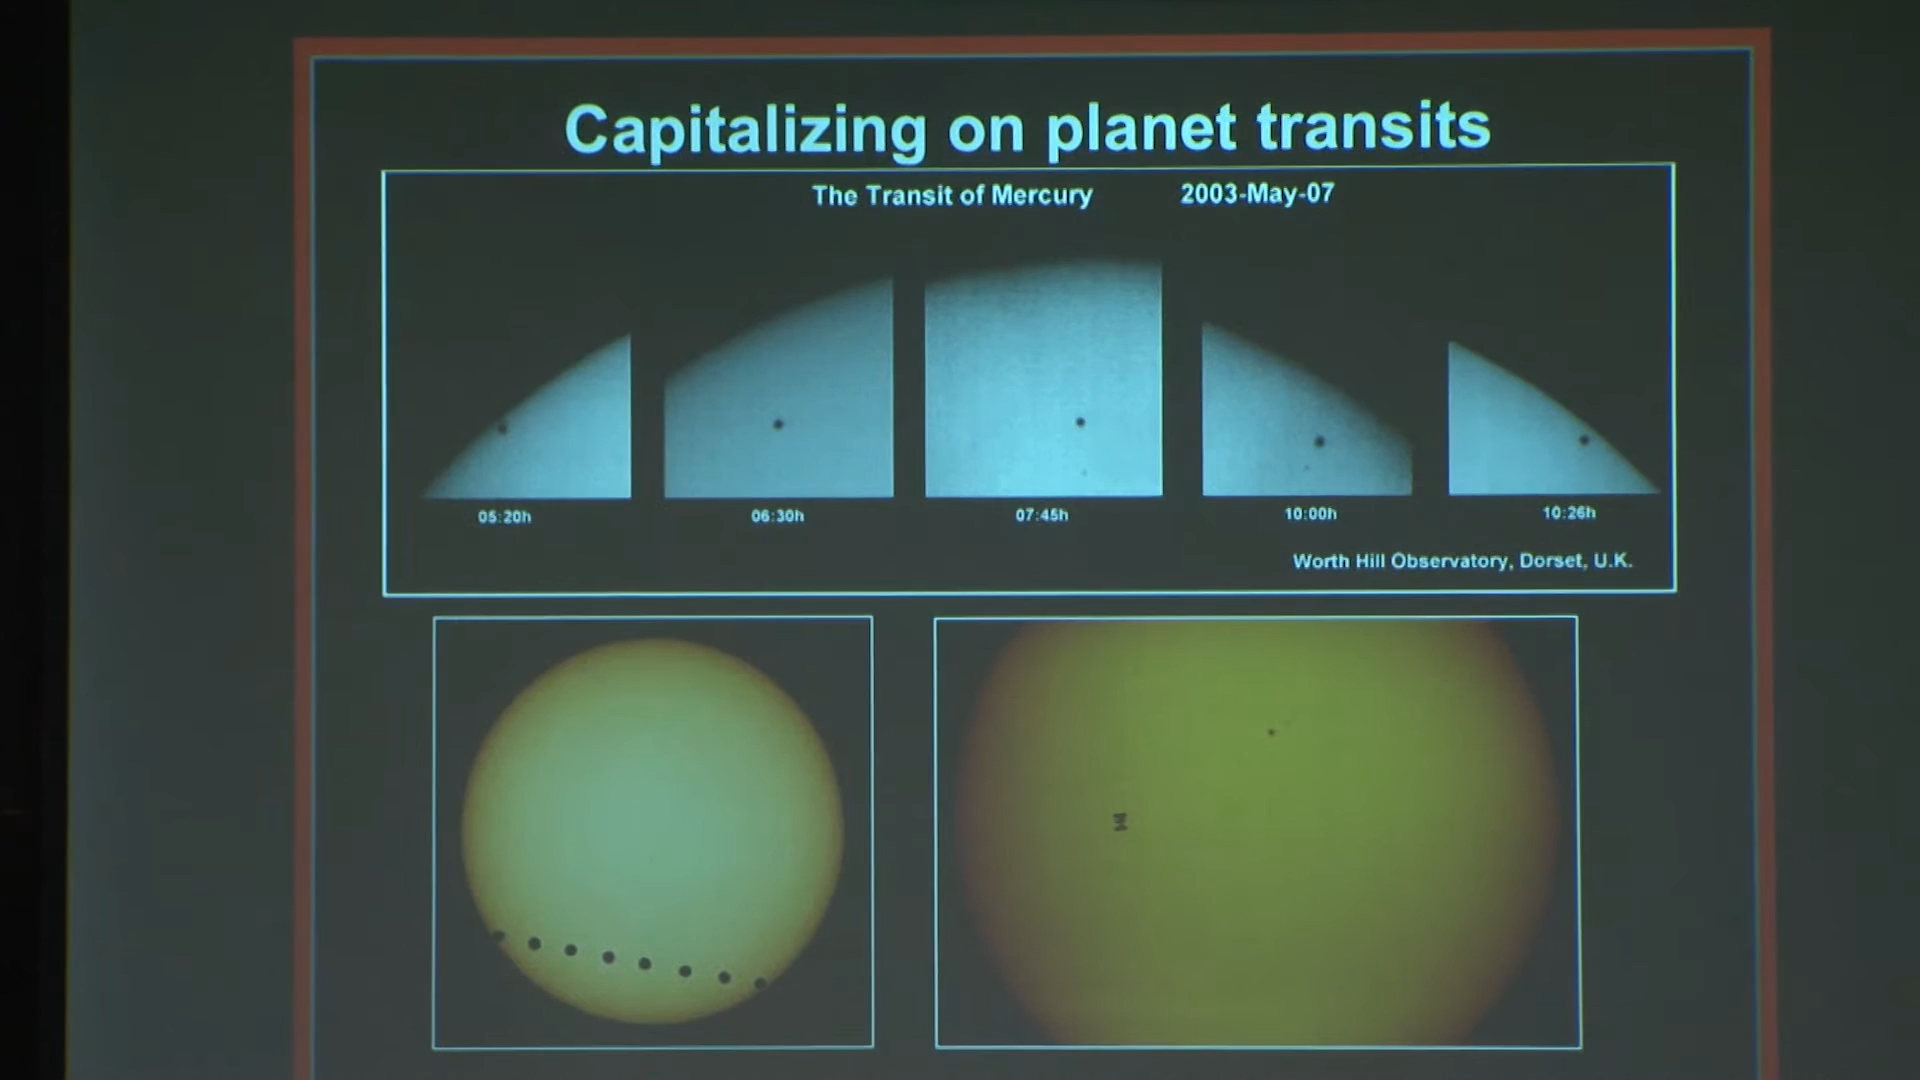 Capitalizing on planet transits
The Transit of Mercury 2003-May-07
05:20h 06:30h 07:45h 10:00h 10:26h
Worth Hill Observatory, Dorset, U.K.